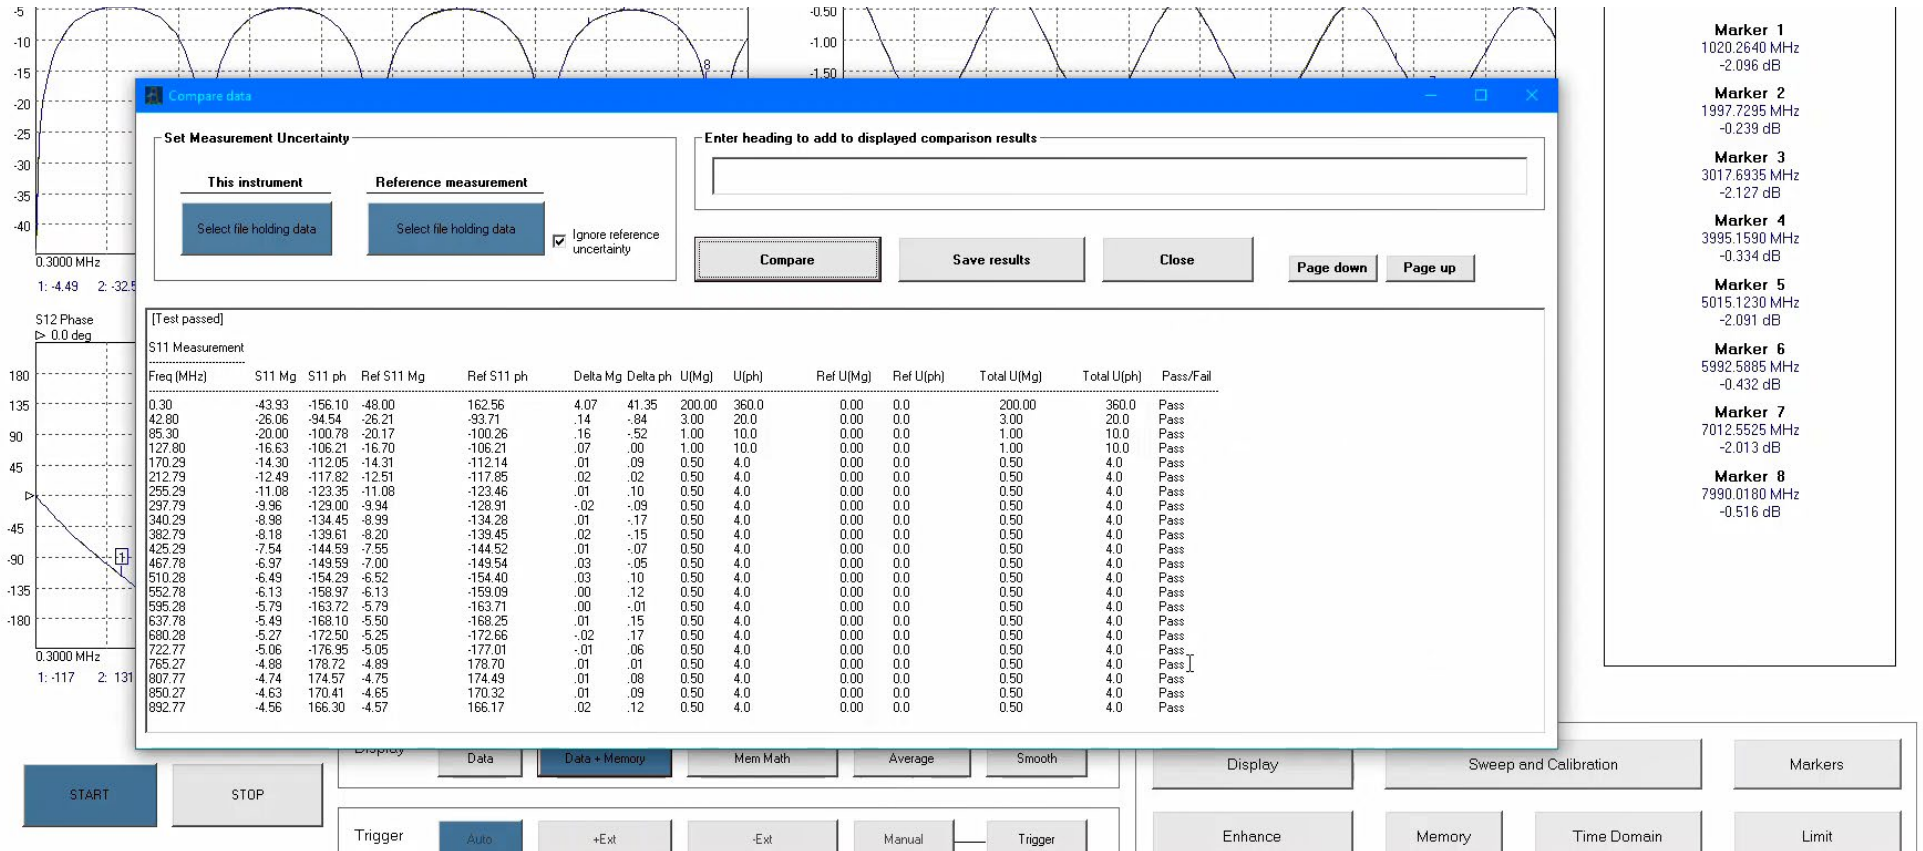 -5
-10
-15
-20
-25
-30
-35
-40
0.3000 MHz
1: -4.49 2: -32.5
8
-0.50
-1.00
-1.50
Compare data
Set Measurement Uncertainty
This instrument Reference measurement
Select file holding data Select file holding data
Ignore reference
uncertainty
Enter heading to add to displayed comparison results
Compare Save results Close Page down Page up
[Test passed]
S11 Measurement
Freq (MHz) S11 Mg S11 ph Ref S11 Mg Ref S11 ph Delta Mg Delta ph U(Mg) U(ph) Ref U(Mg) Ref U(ph) Total U(Mg) Total U(ph) Pass/Fail
0.30 -43.93 -156.10 -48.00 162.56 4.07 41.35 200.00 360.0 0.00 0.0 200.00 360.0 Pass
42.80 -26.06 -94.54 -26.21 -93.71 .14 -.84 3.00 20.0 0.00 0.0 3.00 20.0 Pass
85.30 -20.00 -100.78 -20.17 -100.26 .16 -.52 1.00 10.0 0.00 0.0 1.00 10.0 Pass
127.80 -16.63 -106.21 -16.70 -106.21 .07 .00 1.00 10.0 0.00 0.0 1.00 10.0 Pass
170.29 -14.30 -112.05 -14.31 -112.14 .01 .09 0.50 4.0 0.00 0.0 0.50 4.0 Pass
212.79 -12.49 -117.82 -12.51 -117.85 .02 .02 0.50 4.0 0.00 0.0 0.50 4.0 Pass
255.29 -11.08 -123.35 -11.08 -123.46 .01 .10 0.50 4.0 0.00 0.0 0.50 4.0 Pass
297.79 -9.96 -129.00 -9.94 -128.91 -.02 -.09 0.50 4.0 0.00 0.0 0.50 4.0 Pass
340.29 -8.98 -134.45 -8.99 -134.28 .01 -.17 0.50 4.0 0.00 0.0 0.50 4.0 Pass
382.79 -8.18 -139.61 -8.20 -139.45 .02 -.15 0.50 4.0 0.00 0.0 0.50 4.0 Pass
425.29 -7.54 -144.59 -7.55 -144.52 .01 -.07 0.50 4.0 0.00 0.0 0.50 4.0 Pass
467.78 -6.97 -149.59 -7.00 -149.54 .03 -.05 0.50 4.0 0.00 0.0 0.50 4.0 Pass
510.28 -6.49 -154.29 -6.52 -154.40 .03 .10 0.50 4.0 0.00 0.0 0.50 4.0 Pass
552.78 -6.13 -158.97 -6.13 -159.09 .00 .12 0.50 4.0 0.00 0.0 0.50 4.0 Pass
595.28 -5.79 -163.72 -5.79 -163.71 .00 -.01 0.50 4.0 0.00 0.0 0.50 4.0 Pass
637.78 -5.49 -168.10 -5.50 -168.25 .01 .15 0.50 4.0 0.00 0.0 0.50 4.0 Pass
680.28 -5.27 -172.50 -5.25 -172.66 -.02 .17 0.50 4.0 0.00 0.0 0.50 4.0 Pass
722.77 -5.06 -176.95 -5.05 -177.01 -.01 .06 0.50 4.0 0.00 0.0 0.50 4.0 Pass
765.27 -4.88 178.72 -4.89 178.70 .01 .01 0.50 4.0 0.00 0.0 0.50 4.0 Pass
807.77 -4.74 174.57 -4.75 174.49 .01 .08 0.50 4.0 0.00 0.0 0.50 4.0 Pass
850.27 -4.63 170.41 -4.65 170.32 .01 .09 0.50 4.0 0.00 0.0 0.50 4.0 Pass
892.77 -4.56 166.30 -4.57 166.17 .02 .12 0.50 4.0 0.00 0.0 0.50 4.0 Pass
S12 Phase
0.0 deg
180
135
90
45
-45
-90
-135
-180
1
0.3000 MHz
1: -117 2: 131
Marker 1
1020.2640 MHz
-2.096 dB
Marker 2
1997.7295 MHz
-0.239 dB
Marker 3
3017.6935 MHz
-2.127 dB
Marker 4
3995.1590 MHz
-0.334 dB
Marker 5
5015.1230 MHz
-2.091 dB
Marker 6
5992.5885 MHz
-0.432 dB
Marker 7
7012.5525 MHz
-2.013 dB
Marker 8
7990.0180 MHz
-0.516 dB
START STOP
Display Data Data + Memory Mem Math Average Smooth
Trigger Auto +Ext -Ext Manual Trigger
Display Sweep and Calibration Markers
Enhance Memory Time Domain Limit